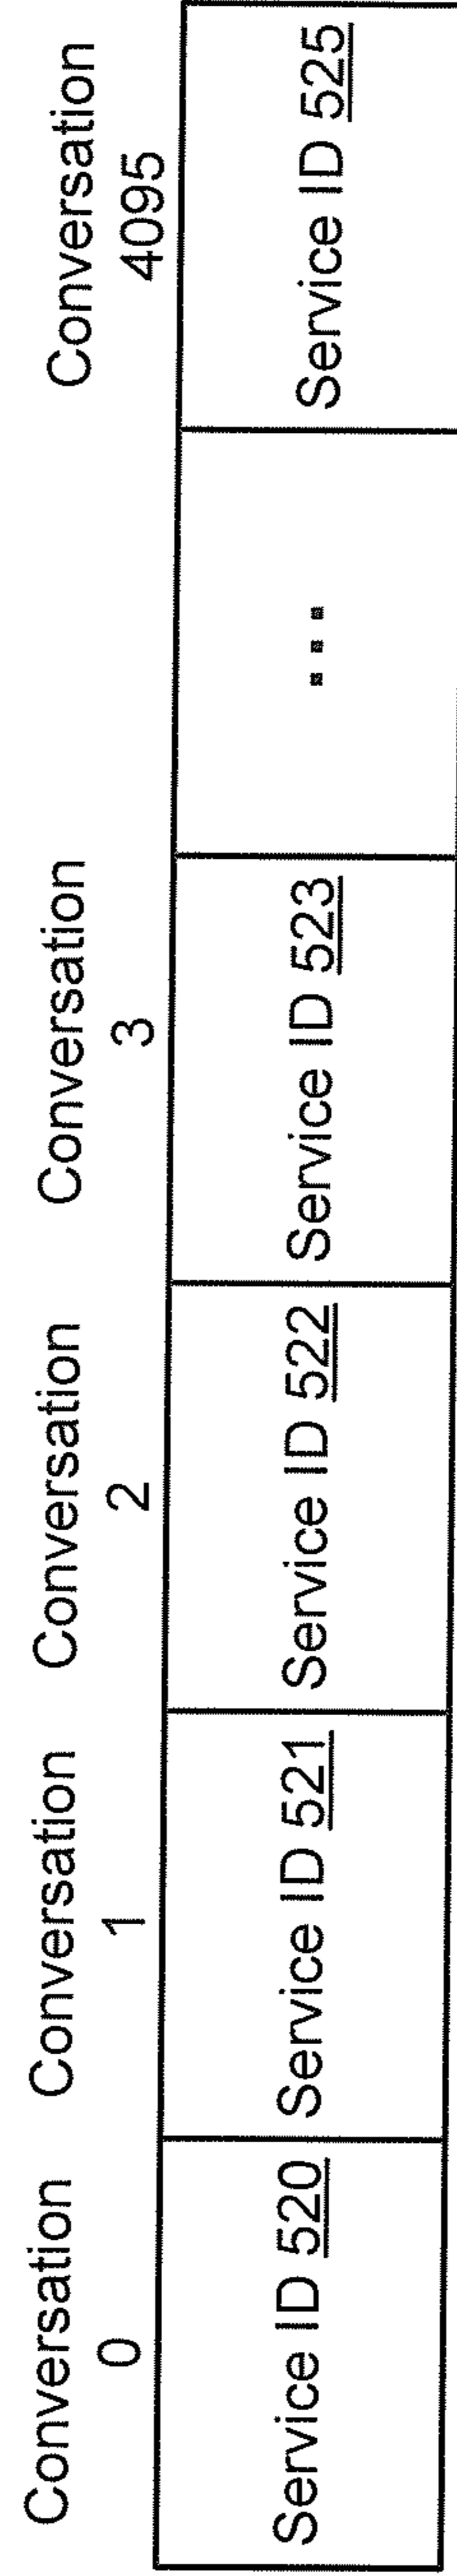 Conversation
0
Conversation
1
Conversation
2
Conversation
3
Conversation
4095
Service ID 520
Service ID 521
Service ID 522
Service ID 523
...
Service ID 525